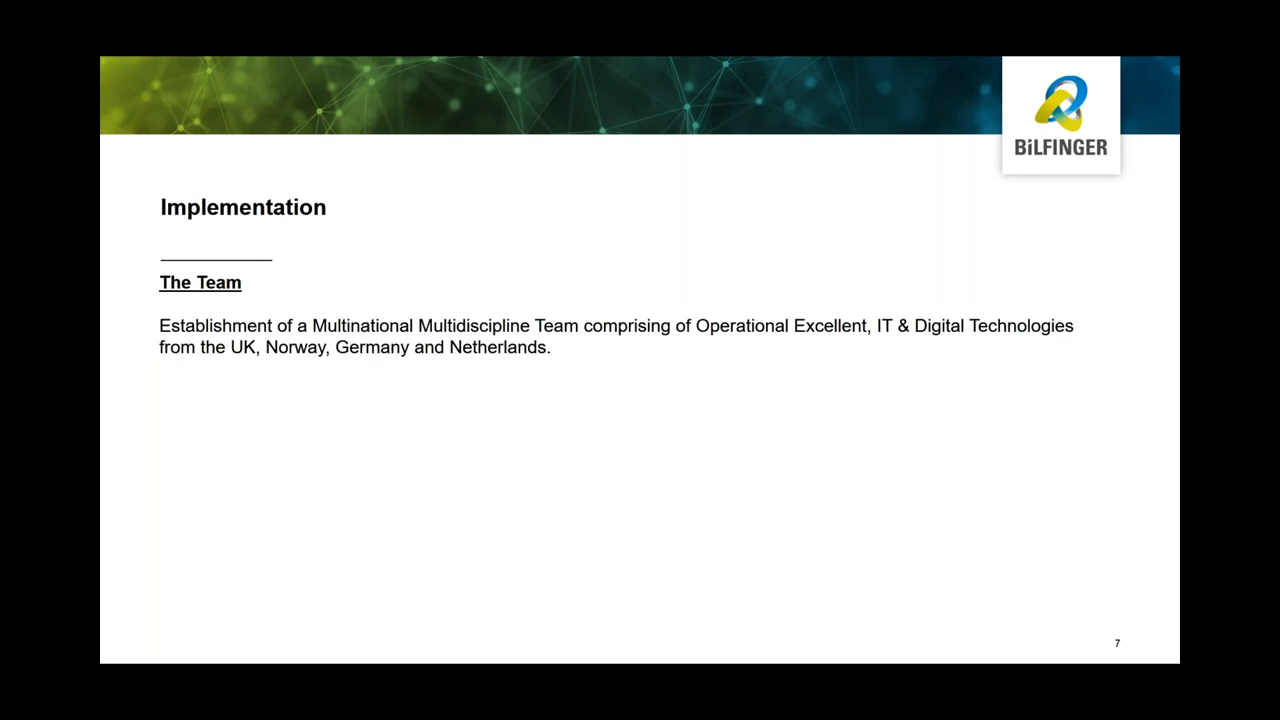 BiLFINGER
Implementation
The Team
Establishment of a Multinational Multidiscipline Team comprising of Operational Excellent, IT & Digital Technologies
from the UK, Norway, Germany and Netherlands.
7